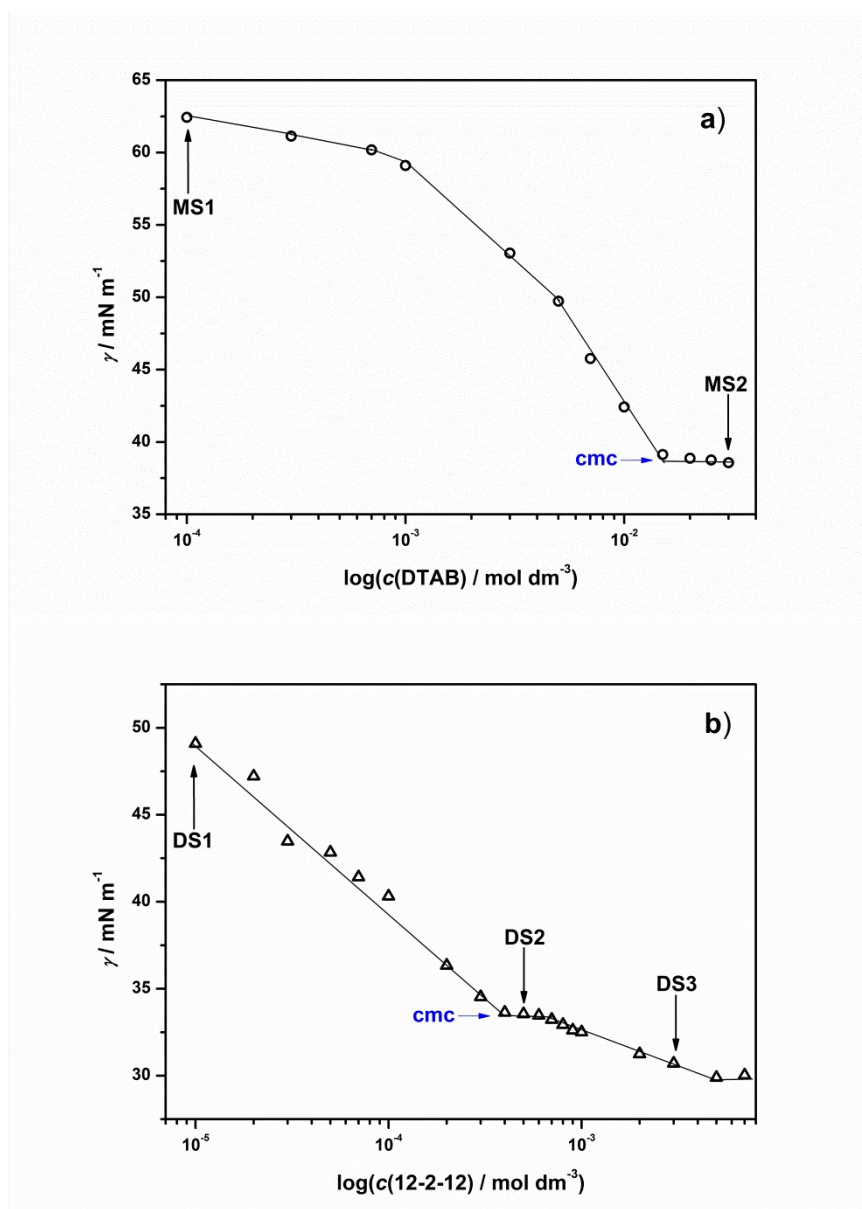 a)
65
60
55
50
45
40
35
γ / mN m⁻¹
MS1
MS2
cmc
10⁻⁴
10⁻³
10⁻²
log(c(DTAB) / mol dm⁻³)
b)
50
45
40
35
30
γ / mN m⁻¹
DS1
DS2
DS3
cmc
10⁻⁵
10⁻⁴
10⁻³
log(c(12-2-12) / mol dm⁻³)